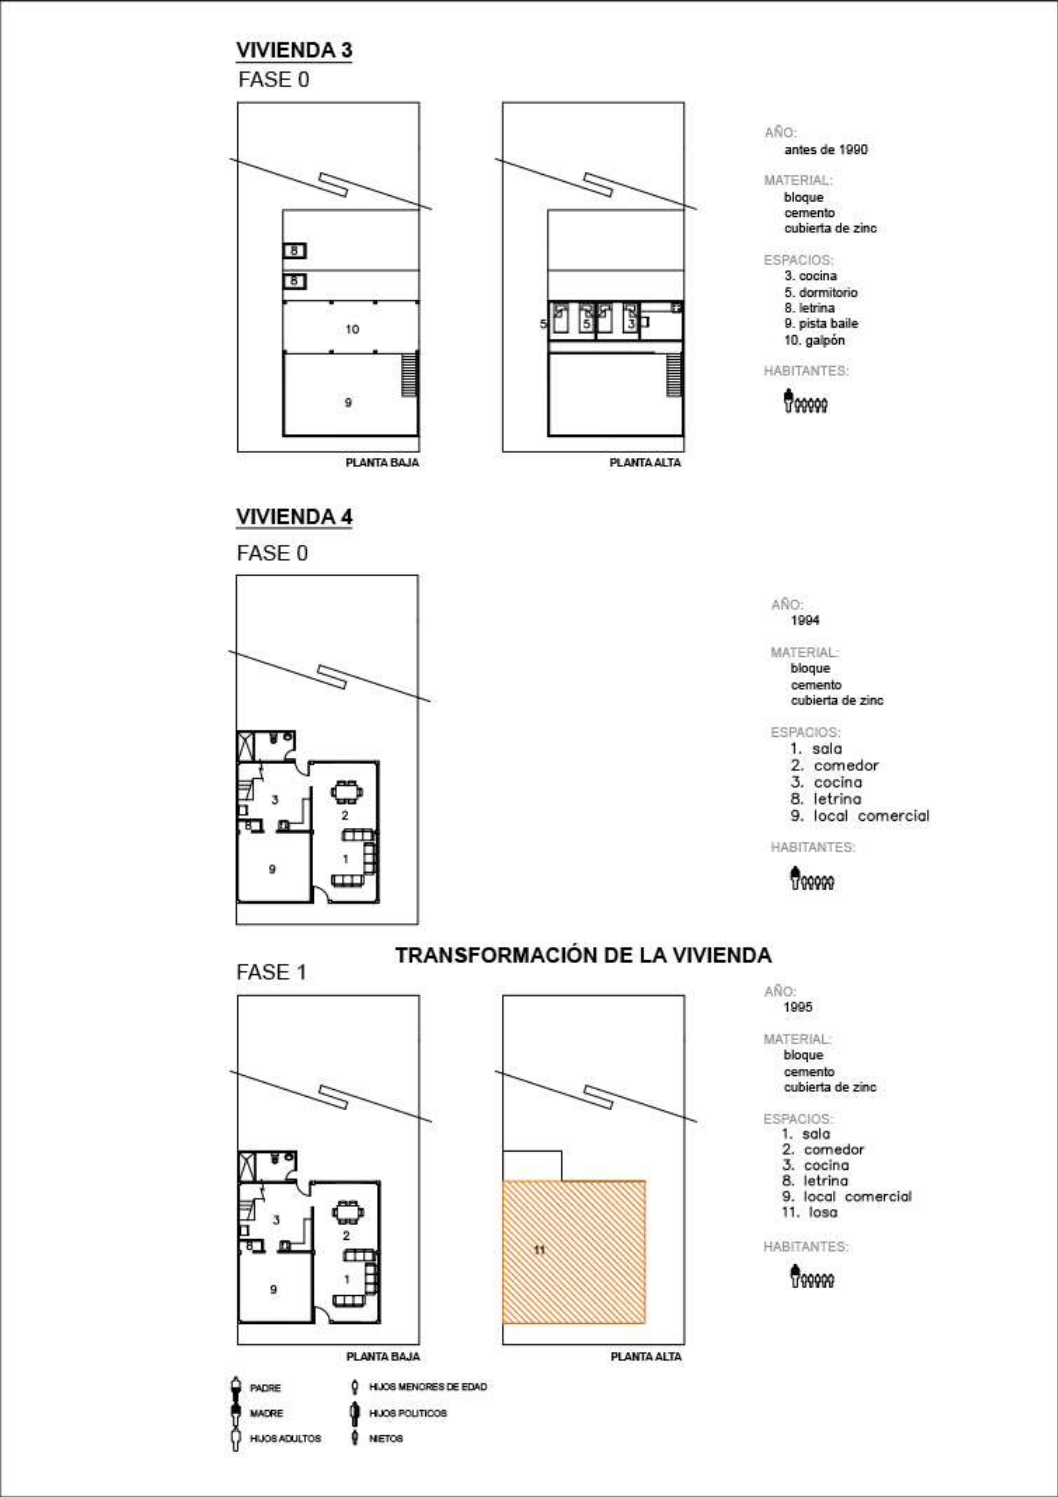 VIVIENDA 3
FASE 0
8
8
10
9
PLANTA BAJA
5
5
3
PLANTA ALTA
AÑO:
antes de 1990
MATERIAL:
bloque
cemento
cubierta de zinc
ESPACIOS:
3. cocina
5. dormitorio
8. letrina
9. pista baile
10. galpón
HABITANTES:
VIVIENDA 4
FASE 0
3
2
8
1
9
AÑO:
1994
MATERIAL:
bloque
cemento
cubierta de zinc
ESPACIOS:
1. sala
2. comedor
3. cocina
8. letrina
9. local comercial
HABITANTES:
TRANSFORMACIÓN DE LA VIVIENDA
FASE 1
3
2
8
1
9
PLANTA BAJA
11
PLANTA ALTA
AÑO:
1995
MATERIAL:
bloque
cemento
cubierta de zinc
ESPACIOS:
1. sala
2. comedor
3. cocina
8. letrina
9. local comercial
11. losa
HABITANTES:
PADRE
MADRE
HIJOS ADULTOS
HIJOS MENORES DE EDAD
HIJOS POLITICOS
NIETOS